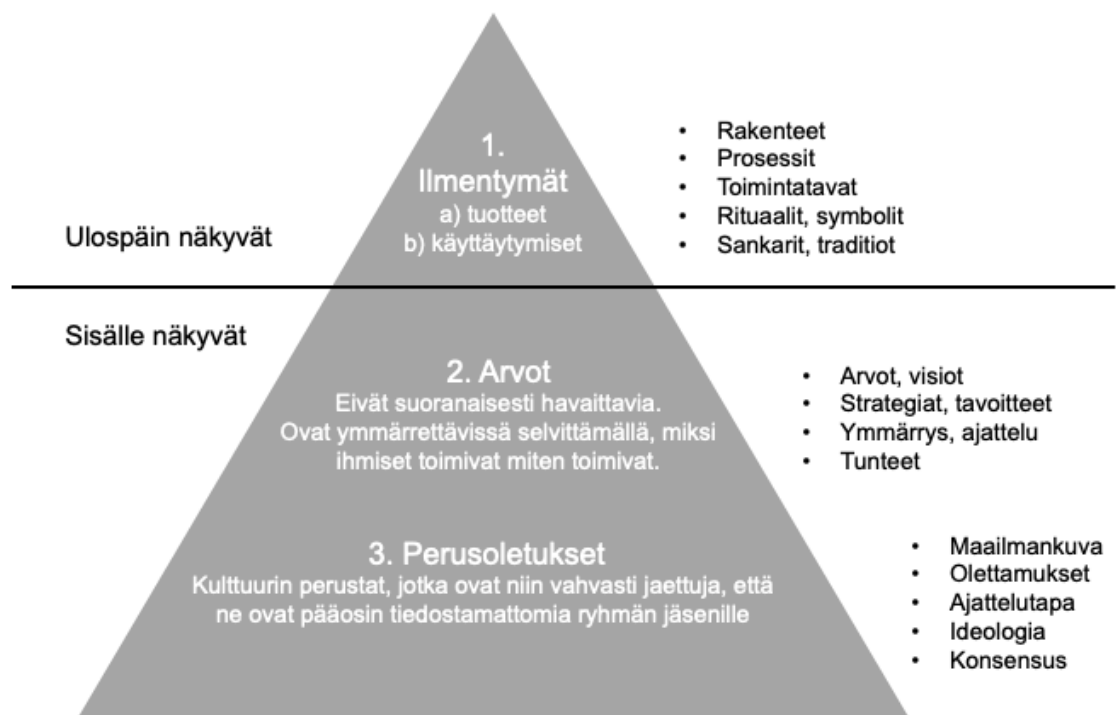 1.
Ilmentymät
a) tuotteet
b) käyttäytymiset
• Rakenteet
• Prosessit
• Toimintatavat
• Rituaalit, symbolit
• Sankarit, traditiot
Ulospäin näkyvät
Sisälle näkyvät
2. Arvot
Eivät suoranaisesti havaittavia.
Ovat ymmärrettävissä selvittämällä, miksi
ihmiset toimivat miten toimivat.
• Arvot, visiot
• Strategiat, tavoitteet
• Ymmärrys, ajattelu
• Tunteet
3. Perusoletukset
Kulttuurin perustat, jotka ovat niin vahvasti jaettuja, että
ne ovat pääosin tiedostamattomia ryhmän jäsenille
• Maailmankuva
• Olettamukset
• Ajattelutapa
• Ideologia
• Konsensus